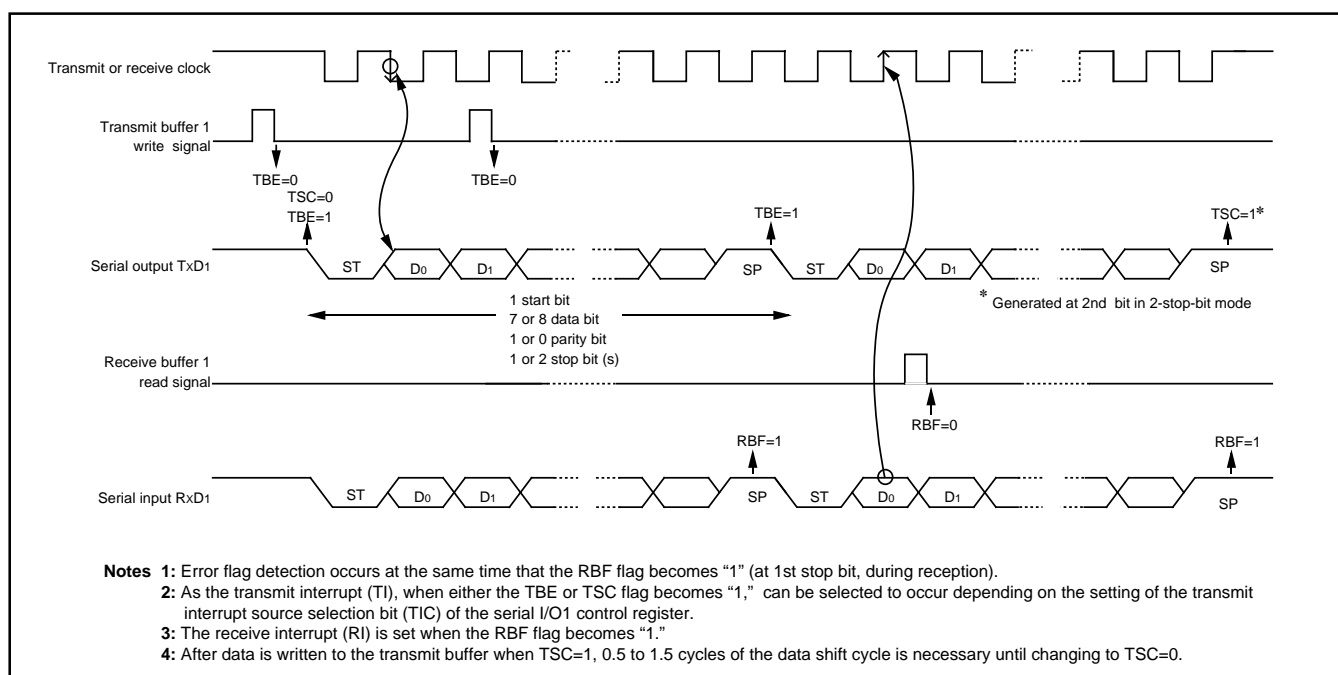 Transmit or receive clock
Transmit buffer 1
write signal
TBE=0
TSC=0
TBE=1
TBE=0
TBE=1
TSC=1*
Serial output TxD1
ST
D0
D1
SP
ST
D0
D1
SP
1 start bit
7 or 8 data bit
1 or 0 parity bit
1 or 2 stop bit (s)
* Generated at 2nd bit in 2-stop-bit mode
Receive buffer 1
read signal
RBF=0
RBF=1
RBF=1
Serial input RxD1
ST
D0
D1
SP
ST
D0
D1
SP
Notes 1: Error flag detection occurs at the same time that the RBF flag becomes “1” (at 1st stop bit, during reception).
2: As the transmit interrupt (TI), when either the TBE or TSC flag becomes “1,” can be selected to occur depending on the setting of the transmit
interrupt source selection bit (TIC) of the serial I/O1 control register.
3: The receive interrupt (RI) is set when the RBF flag becomes “1.”
4: After data is written to the transmit buffer when TSC=1, 0.5 to 1.5 cycles of the data shift cycle is necessary until changing to TSC=0.